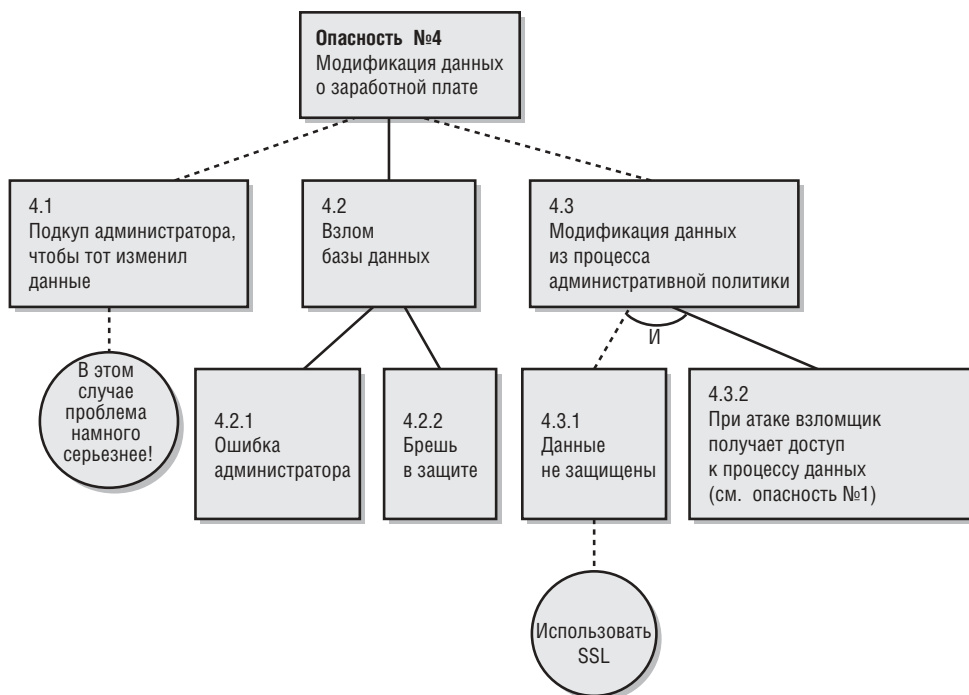 Опасность №4
Модификация данных
о заработной плате
4.1
Подкуп администратора,
чтобы тот изменил
данные
4.2
Взлом
базы данных
4.3
Модификация данных
из процесса
административной политики
И
В этом
случае
проблема
намного
серьезнее!
4.2.1
Ошибка
администратора
4.2.2
Брешь
в защите
4.3.1
Данные
не защищены
4.3.2
При атаке взломщик
получает доступ
к процессу данных
(см. опасность №1)
Использовать
SSL